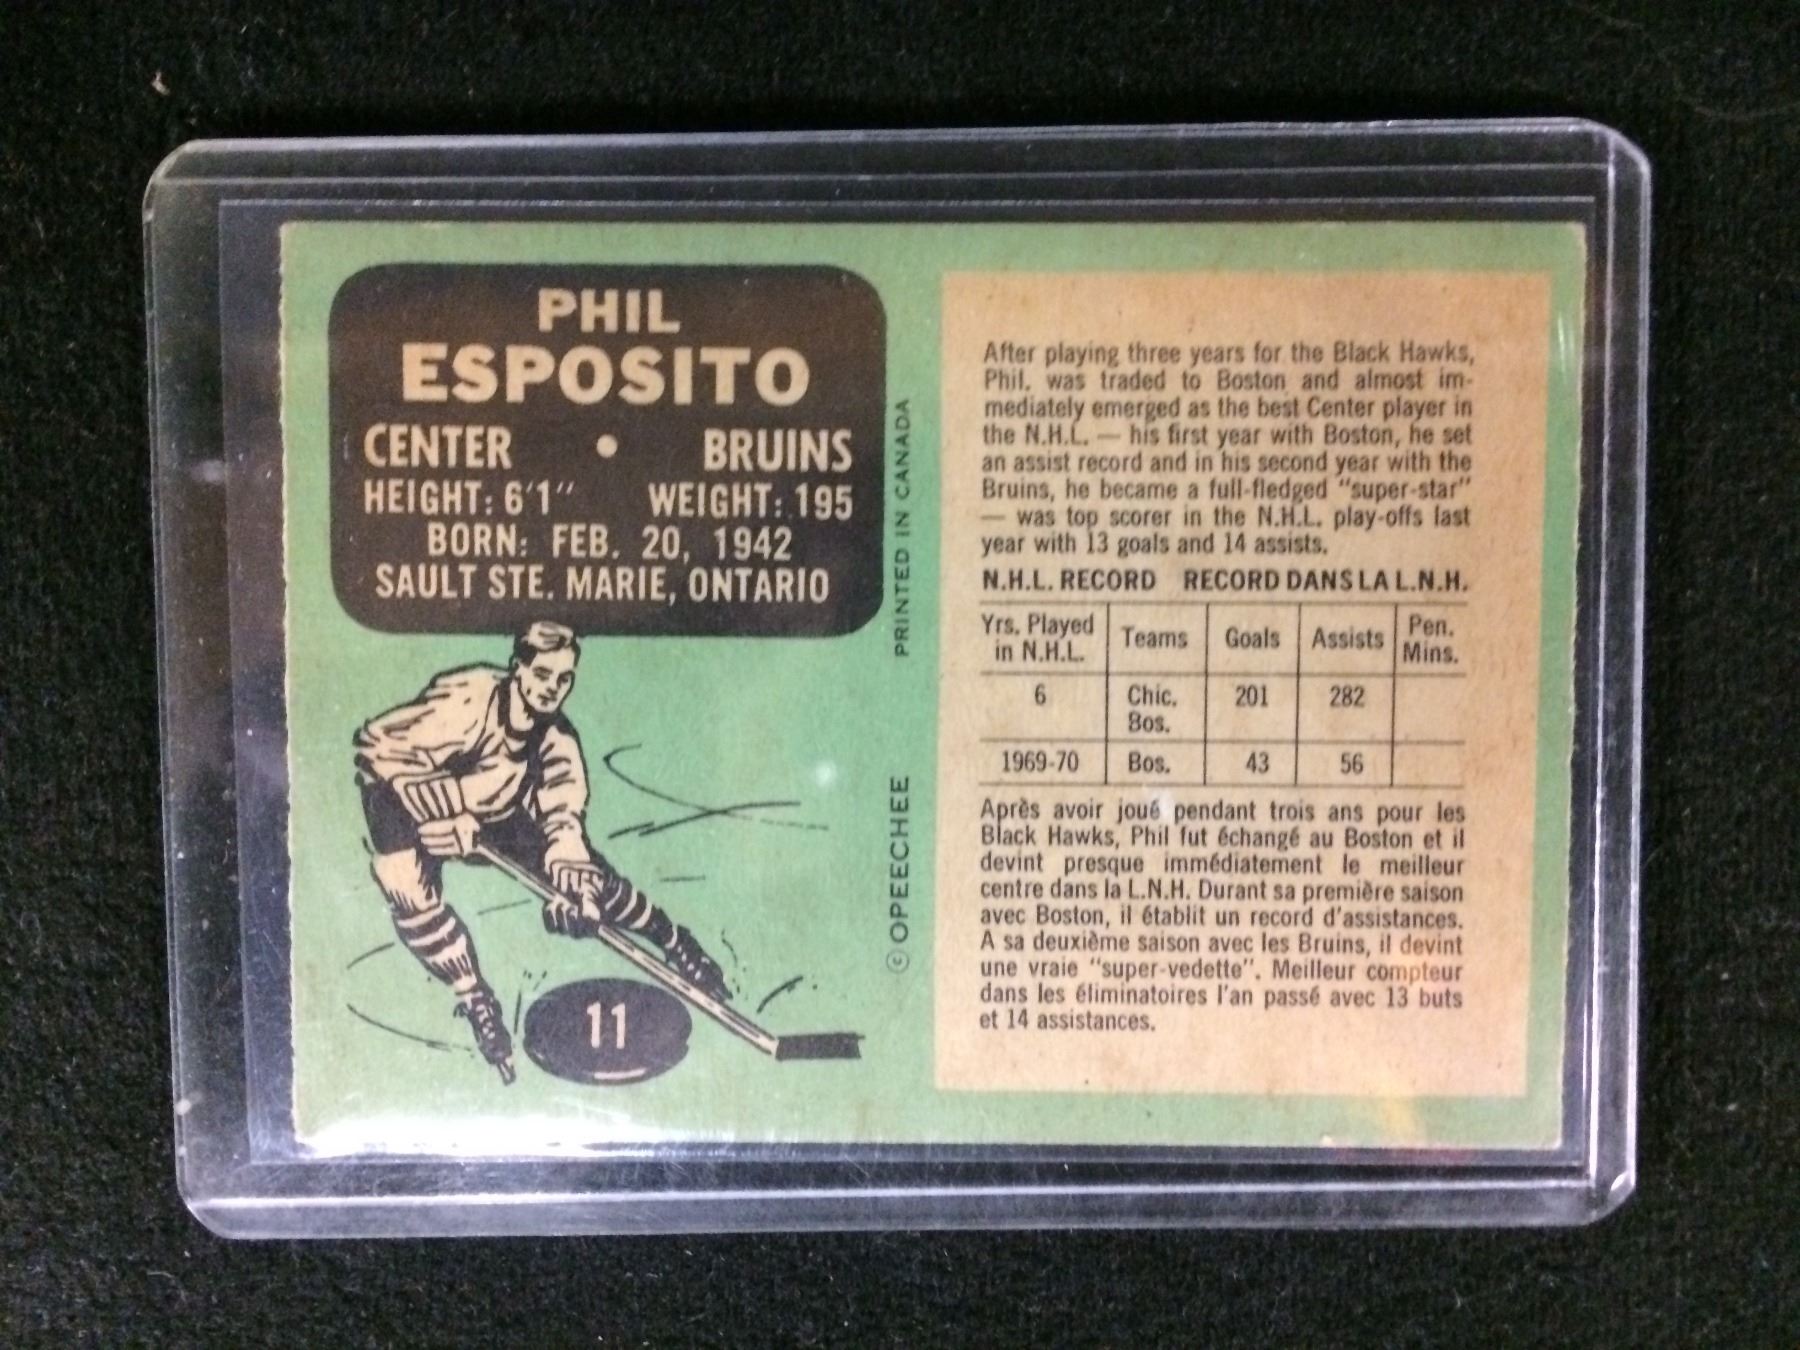 PHIL
ESPOSITO
CENTER • BRUINS
HEIGHT: 6'1" WEIGHT: 195
BORN: FEB. 20, 1942
SAULT STE. MARIE, ONTARIO
11
© OPEECHEE PRINTED IN CANADA
After playing three years for the Black Hawks,
Phil. was traded to Boston and almost im-
mediately emerged as the best Center player in
the N.H.L. — his first year with Boston, he set
an assist record and in his second year with the
Bruins, he became a full-fledged "super-star"
— was top scorer in the N.H.L. play-offs last
year with 13 goals and 14 assists.
N.H.L. RECORD RECORD DANS LA L.N.H.
Yrs. Played in N.H.L. Teams Goals Assists Pen. Mins.
6 Chic. Bos. 201 282
1969-70 Bos. 43 56
Après avoir joué pendant trois ans pour les
Black Hawks, Phil fut échangé au Boston et il
devint presque immédiatement le meilleur
centre dans la L.N.H. Durant sa première saison
avec Boston, il établit un record d'assistances.
A sa deuxième saison avec les Bruins, il devint
une vraie "super-vedette". Meilleur compteur
dans les éliminatoires l'an passé avec 13 buts
et 14 assistances.